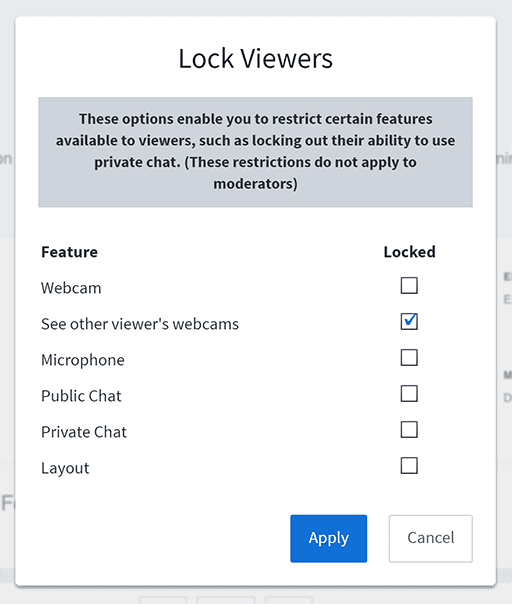 Lock Viewers
These options enable you to restrict certain features
available to viewers, such as locking out their ability to use
private chat. (These restrictions do not apply to
moderators)
Feature Locked
Webcam
See other viewer's webcams
Microphone
Public Chat
Private Chat
Layout
Apply Cancel